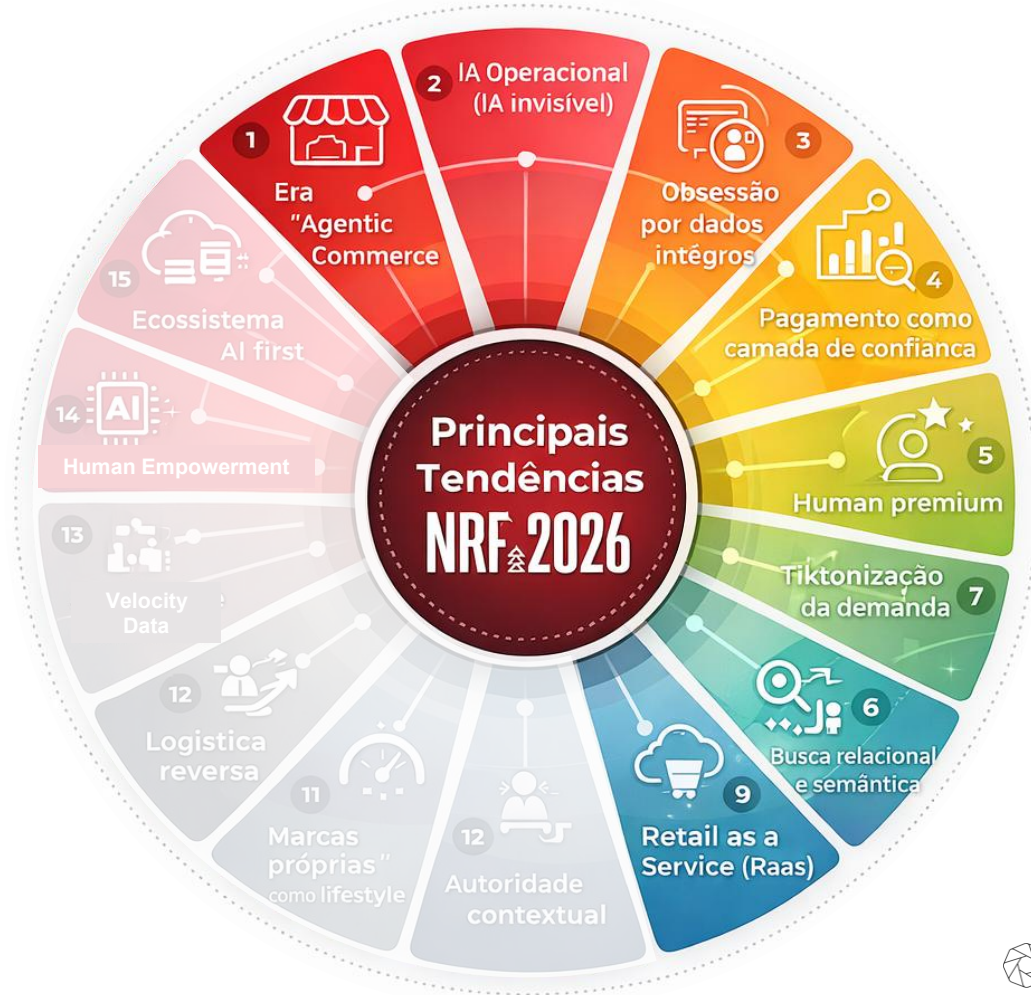 Principais
Tendências
NRF 2026
1
Era
"Agentic
Commerce
2
IA Operacional
(IA invisível)
3
Obsessão
por dados
intégros
4
Pagamento como
camada de confianca
5
Human premium
Tiktonização
da demanda
7
6
Busca relacional
e semântica
9
Retail as a
Service (Raas)
12
Autoridade
contextual
11
Marcas
próprias"
como lifestyle
12
Logistica
reversa
13
Velocity
Data
14
AI
Human Empowerment
15
Ecossistema
AI first